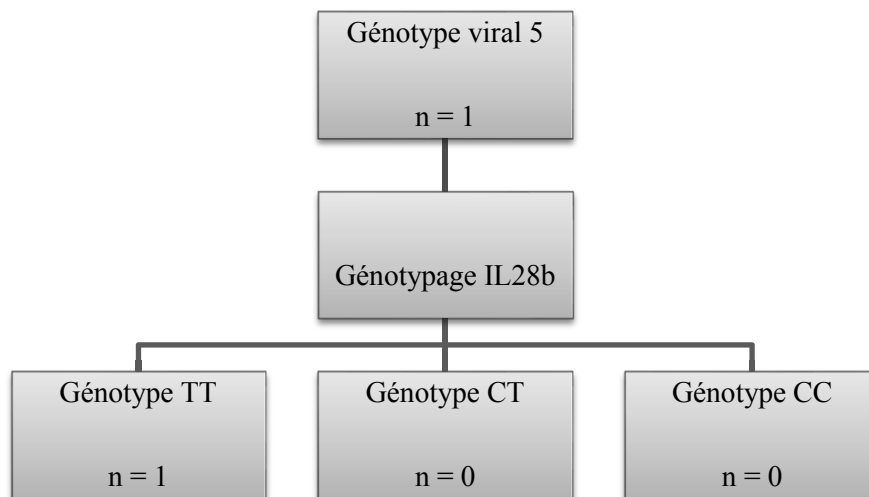 Génotype viral 5
n = 1
Génotypage IL28b
Génotype TT
n = 1
Génotype CT
n = 0
Génotype CC
n = 0